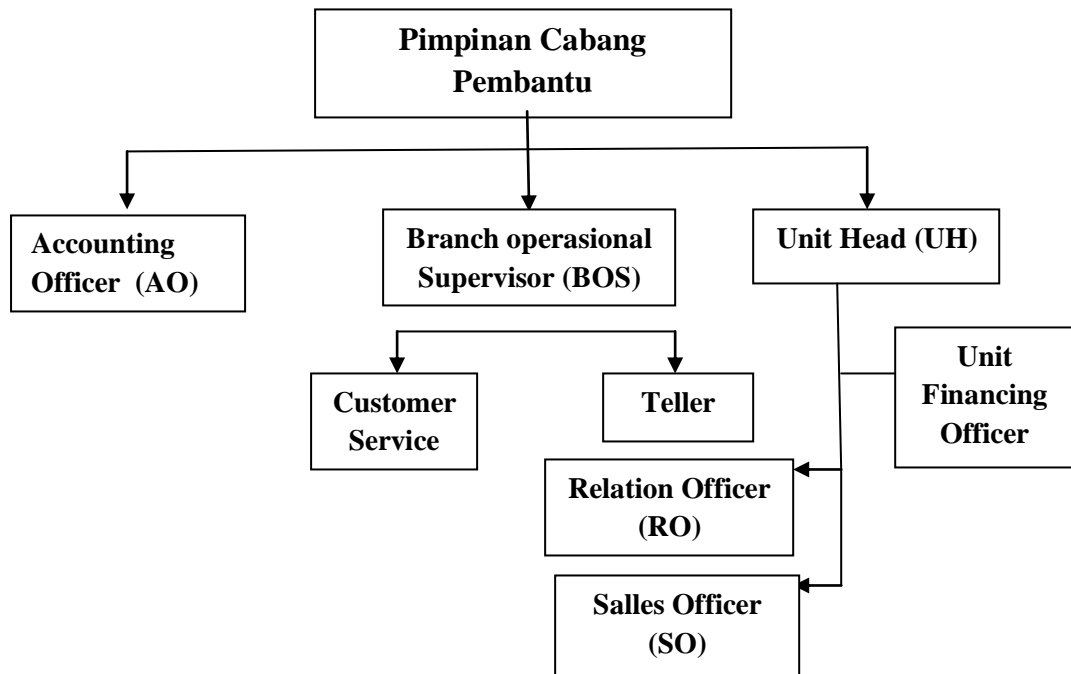 Pimpinan Cabang
Pembantu
Accounting
Officer (AO)
Branch operasional
Supervisor (BOS)
Unit Head (UH)
Unit
Financing
Officer
Customer
Service
Teller
Relation Officer
(RO)
Salles Officer
(SO)